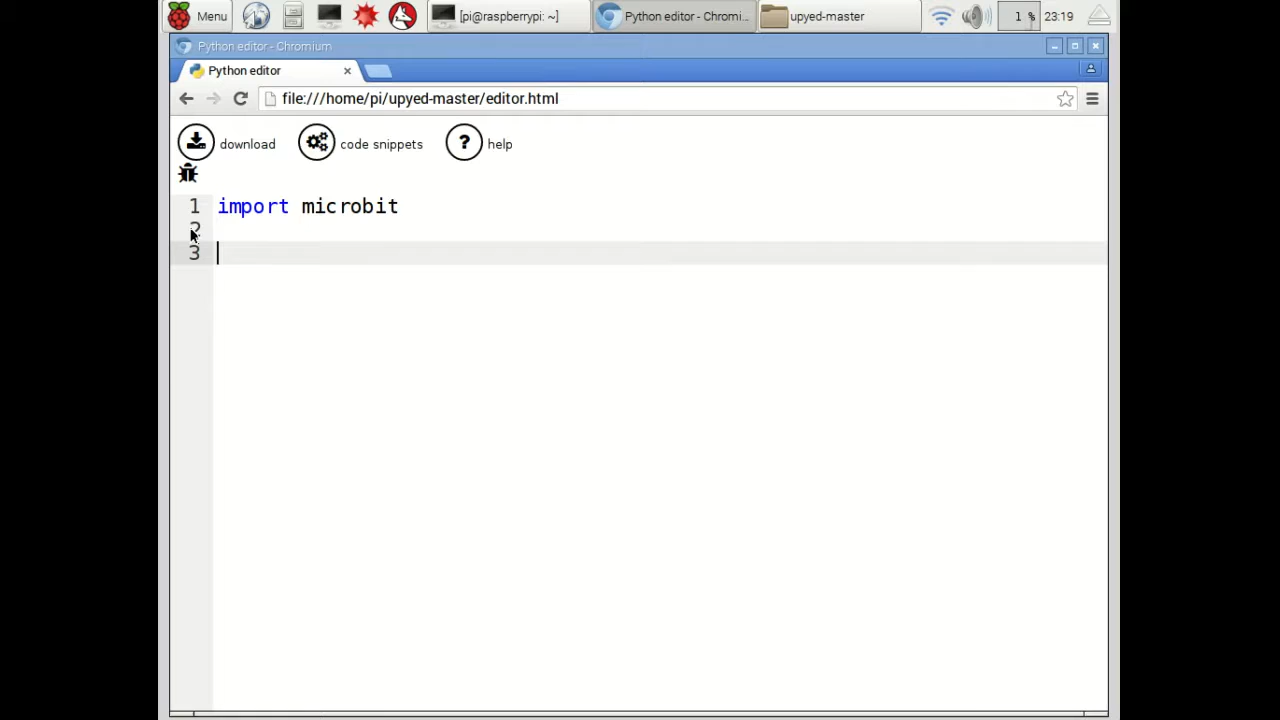 Menu
[pi@raspberrypi: ~]
Python editor - Chromi...
upyed-master
1 %
23:19
Python editor - Chromium
Python editor
file:///home/pi/upyed-master/editor.html
download
code snippets
? help
1 import microbit
2
3